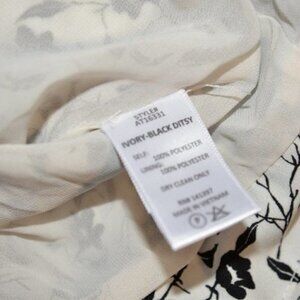 STYLE#
AT16331
IVORY-BLACK DITSY
SELF: 100% POLYESTER
LINING:
100% POLYESTER
DRY CLEAN ONLY
RN# 141397
MADE IN VIETNAM